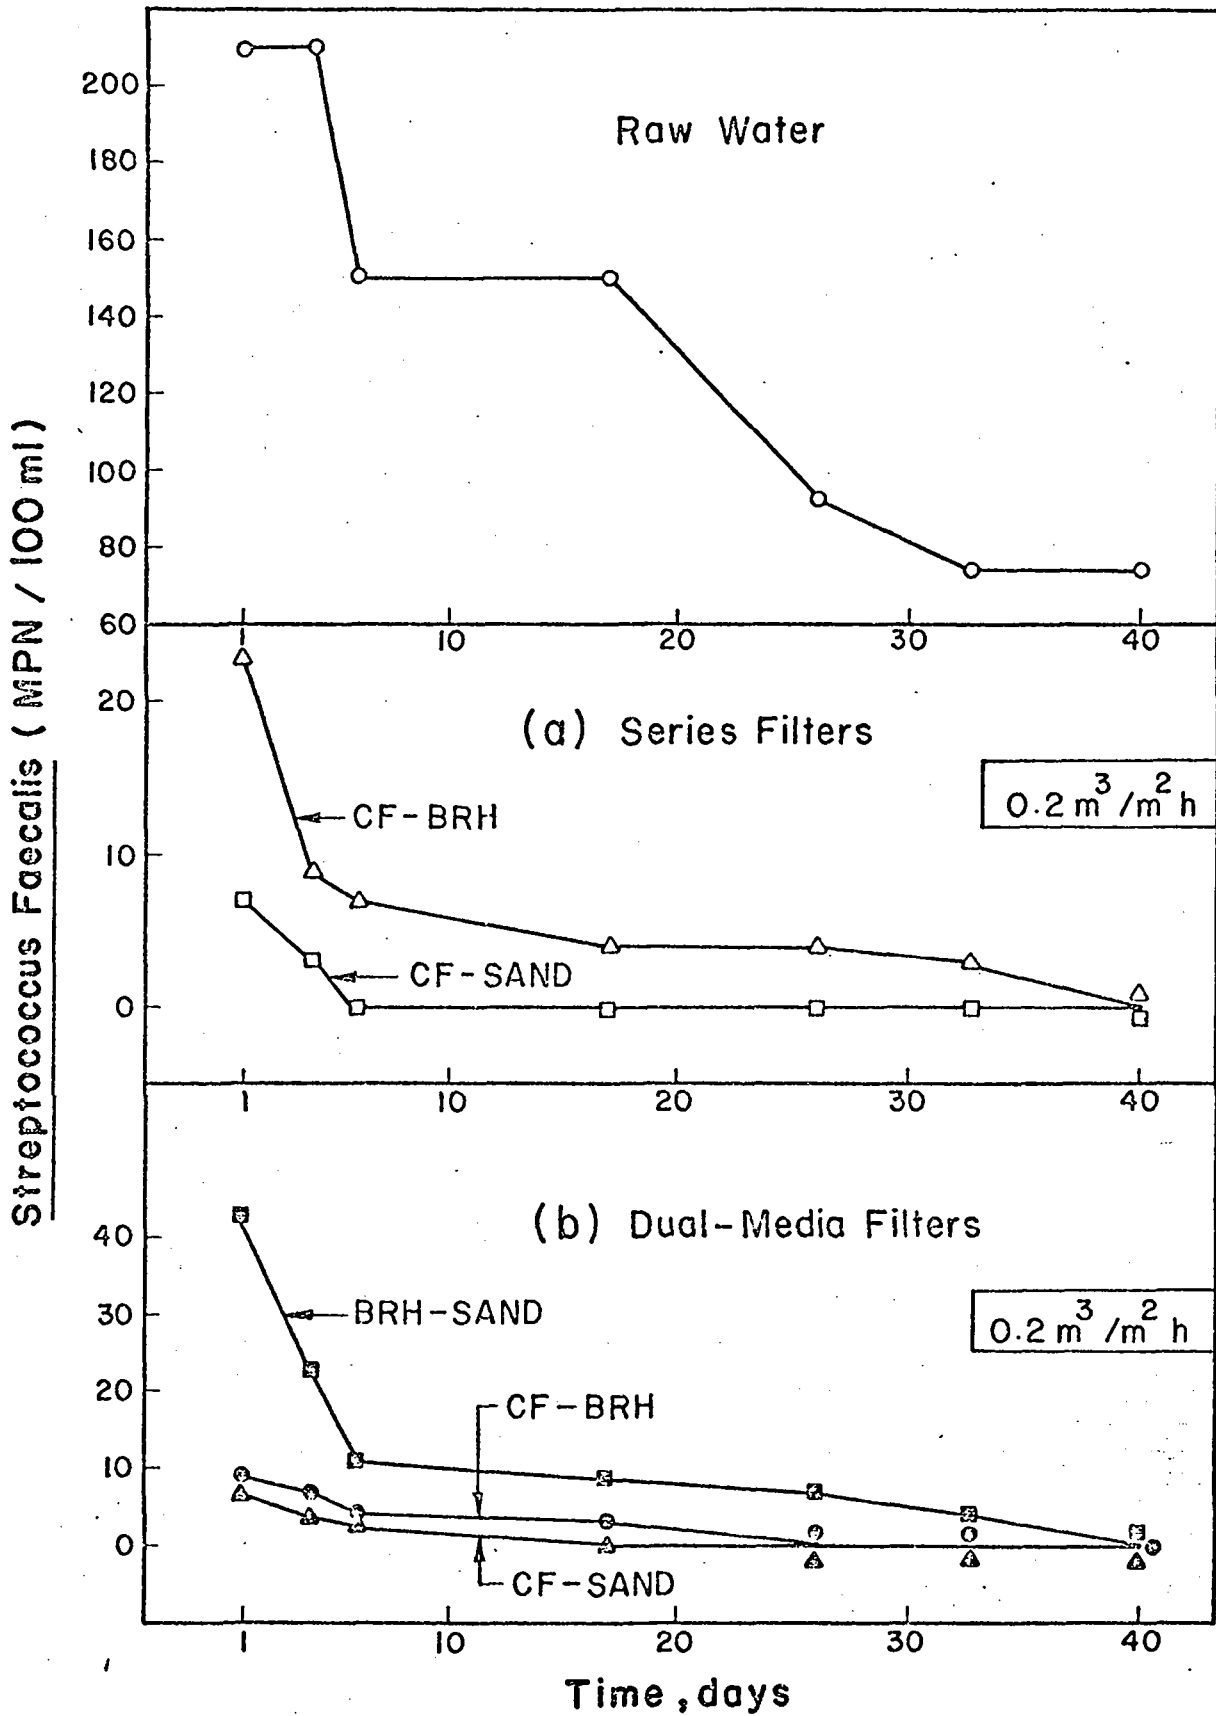 Streptococcus Faecalis (MPN / 100 ml)
200
180
160
140
120
100
80
60
Raw Water
10
20
30
40
1
20
10
0
(a) Series Filters
0.2 m³/m² h
CF-BRH
CF-SAND
1
10
20
30
40
40
30
20
10
0
(b) Dual-Media Filters
0.2 m³/m² h
BRH-SAND
CF-BRH
CF-SAND
1
10
20
30
40
Time, days